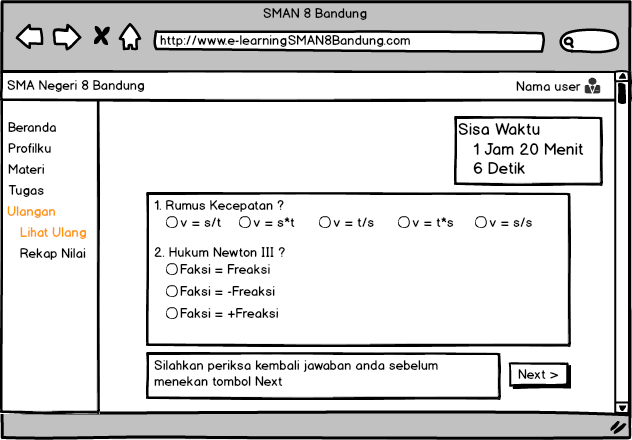 SMAN 8 Bandung
http://www.e-learningSMAN8Bandung.com
SMA Negeri 8 Bandung
Nama user
Beranda
Profilku
Materi
Tugas
Ulangan
Lihat Ulang
Rekap Nilai
Sisa Waktu
1 Jam 20 Menit
6 Detik
1. Rumus Kecepatan ?
v = s/t v = s*t v = t/s v = t*s v = s/s
2. Hukum Newton III ?
Faksi = Freaksi
Faksi = -Freaksi
Faksi = +Freaksi
Silahkan periksa kembali jawaban anda sebelum
menekan tombol Next
Next >